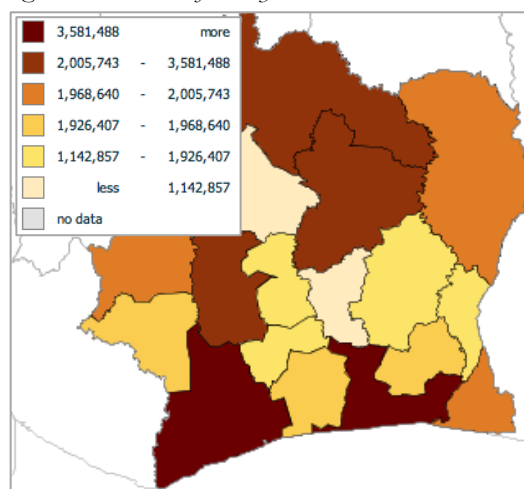 3,581,488 more
2,005,743 - 3,581,488
1,968,640 - 2,005,743
1,926,407 - 1,968,640
1,142,857 - 1,926,407
less 1,142,857
no data